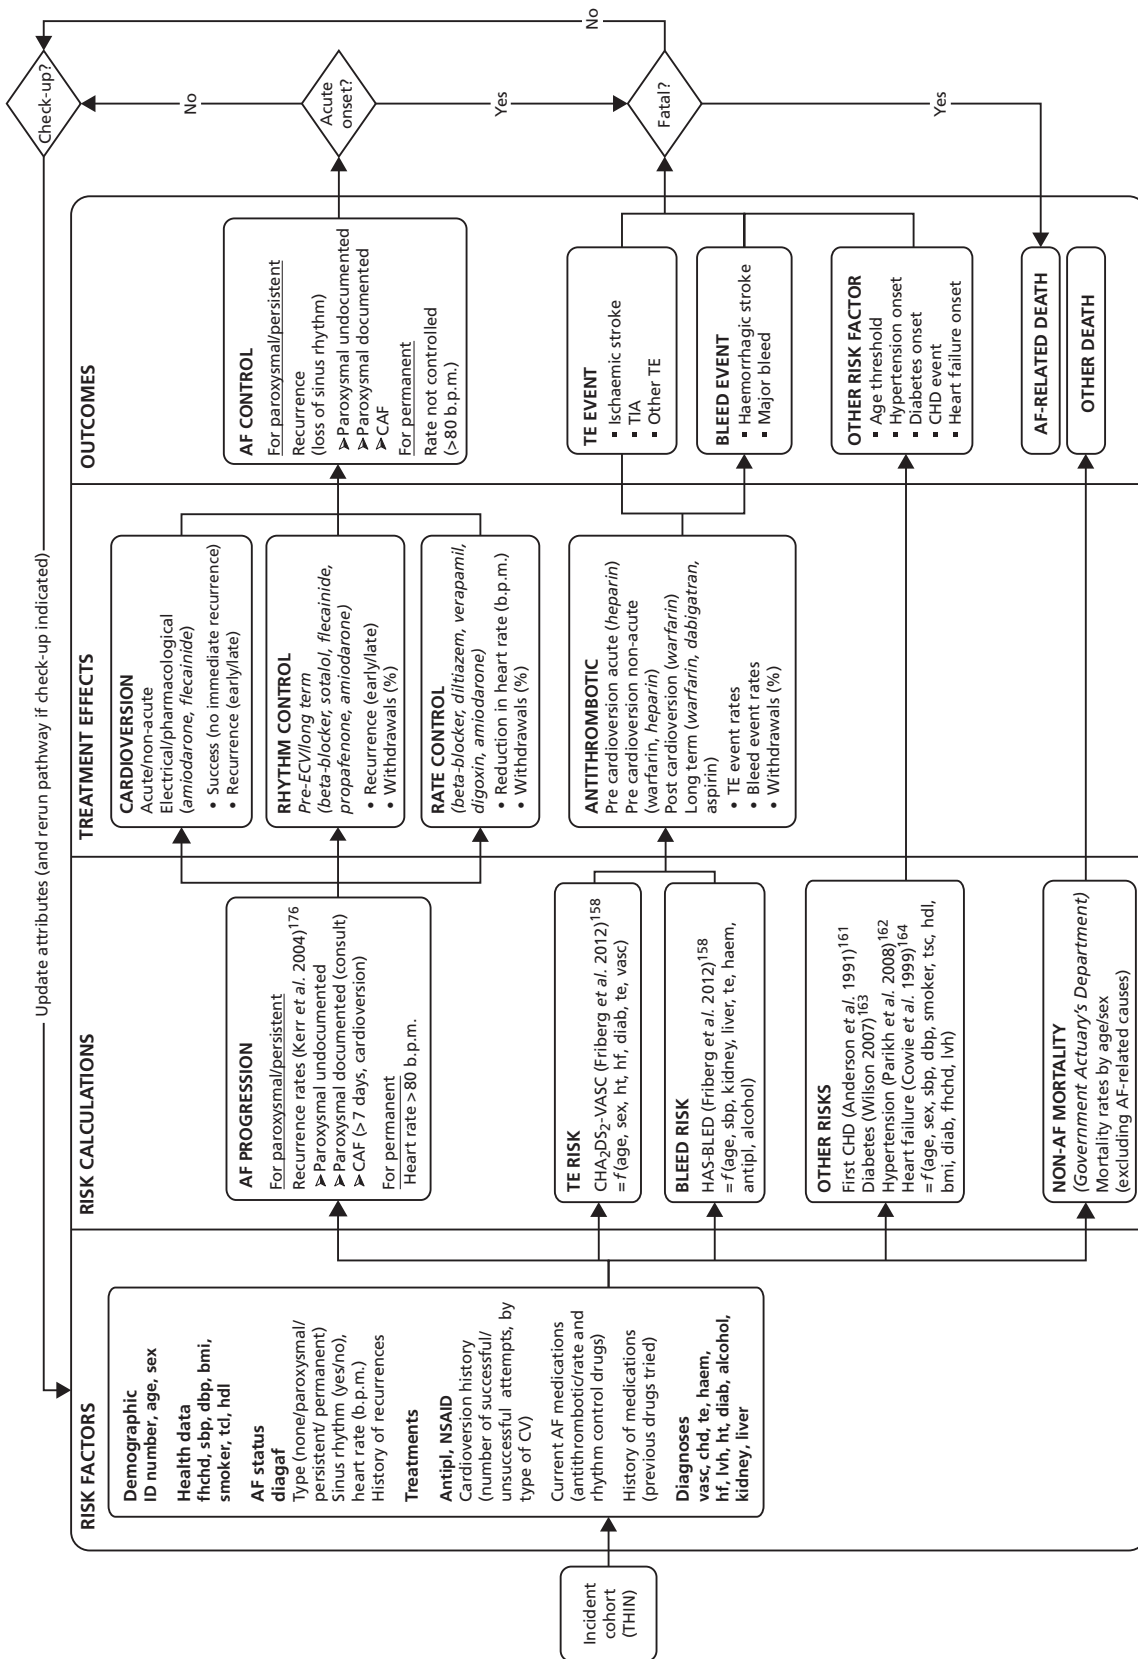 Update attributes (and rerun pathway if check-up indicated)
Incident
cohort
(THIN)
RISK FACTORS
Demographic
ID number, age, sex
Health data
fhchd, sbp, dbp, bmi,
smoker, tcl, hdl
AF status
diagaf
Type (none/paroxysmal/
persistent/ permanent)
Sinus rhythm (yes/no),
heart rate (b.p.m.)
History of recurrences
Treatments
Antipl, NSAID
Cardioversion history
(number of successful/
unsuccessful attempts, by
type of CV)
Current AF medications
(antithrombotic/rate and
rhythm control drugs)
History of medications
(previous drugs tried)
Diagnoses
vasc, chd, te, haem,
hf, lvh, ht, diab, alcohol,
kidney, liver
RISK CALCULATIONS
AF PROGRESSION
For paroxysmal/persistent
Recurrence rates (Kerr et al. 2004)176
➢ Paroxysmal undocumented
➢ Paroxysmal documented (consult)
➢ CAF (> 7 days, cardioversion)
For permanent
Heart rate > 80 b.p.m.
TE RISK
CHA2DS2-VASC (Friberg et al. 2012)158
= f (age, sex, ht, hf, diab, te, vasc)
BLEED RISK
HAS-BLED (Friberg et al. 2012)158
= f (age, sbp, kidney, liver, te, haem,
antipl, alcohol)
OTHER RISKS
First CHD (Anderson et al. 1991)161
Diabetes (Wilson 2007)163
Hypertension (Parikh et al. 2008)162
Heart failure (Cowie et al. 1999)164
= f (age, sex, sbp, dbp, smoker, tsc, hdl,
bmi, diab, fhchd, lvh)
NON-AF MORTALITY
(Government Actuary's Department)
Mortality rates by age/sex
(excluding AF-related causes)
TREATMENT EFFECTS
CARDIOVERSION
Acute/non-acute
Electrical/pharmacological
(amiodarone, flecainide)
• Success (no immediate recurrence)
• Recurrence (early/late)
RHYTHM CONTROL
Pre-ECV/long term
(beta-blocker, sotalol, flecainide,
propafenone, amiodarone)
• Recurrence (early/late)
• Withdrawals (%)
RATE CONTROL
(beta-blocker, diltiazem, verapamil,
digoxin, amiodarone)
• Reduction in heart rate (b.p.m.)
• Withdrawals (%)
ANTITHROMBOTIC
Pre cardioversion acute (heparin)
Pre cardioversion non-acute
(warfarin, heparin)
Post cardioversion (warfarin)
Long term (warfarin, dabigatran,
aspirin)
• TE event rates
• Bleed event rates
• Withdrawals (%)
OUTCOMES
AF CONTROL
For paroxysmal/persistent
Recurrence
(loss of sinus rhythm)
➢ Paroxysmal undocumented
➢ Paroxysmal documented
➢ CAF
For permanent
Rate not controlled
(>80 b.p.m.)
TE EVENT
▪ Ischaemic stroke
▪ TIA
▪ Other TE
BLEED EVENT
▪ Haemorrhagic stroke
▪ Major bleed
OTHER RISK FACTOR
▪ Age threshold
▪ Hypertension onset
▪ Diabetes onset
▪ CHD event
▪ Heart failure onset
AF-RELATED DEATH
OTHER DEATH
Check-up?
No
Acute
onset?
Yes
Fatal?
No
Yes